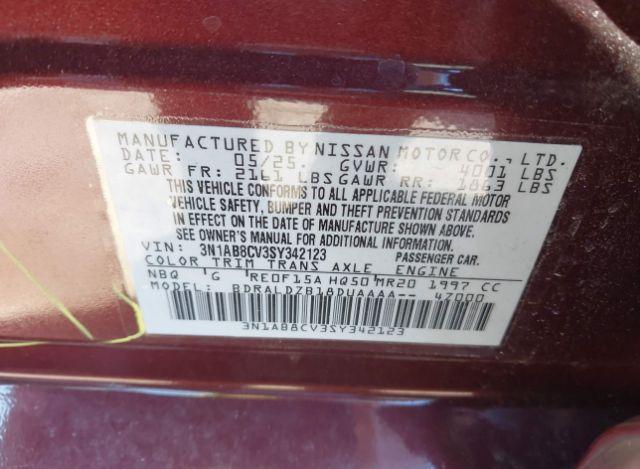 MANUFACTURED BY NISSAN MOTOR CO., LTD.
DATE: 05/25. GVWR: 4001 LBS
GAWR FR: 2161 LBS GAWR RR: 1863 LBS
THIS VEHICLE CONFORMS TO ALL APPLICABLE FEDERAL MOTOR
VEHICLE SAFETY, BUMPER AND THEFT PREVENTION STANDARDS
IN EFFECT ON THE DATE OF MANUFACTURE SHOWN ABOVE.
SEE OWNER'S MANUAL FOR ADDITIONAL INFORMATION.
VIN: 3N1AB8CV3SY342123 PASSENGER CAR
COLOR TRIM TRANS AXLE ENGINE
NBQ G RE0F15A HQ50 MR20 1997 CC
BDRALDZB18DUAAAA-- 47000
3N1AB8CV3SY342123